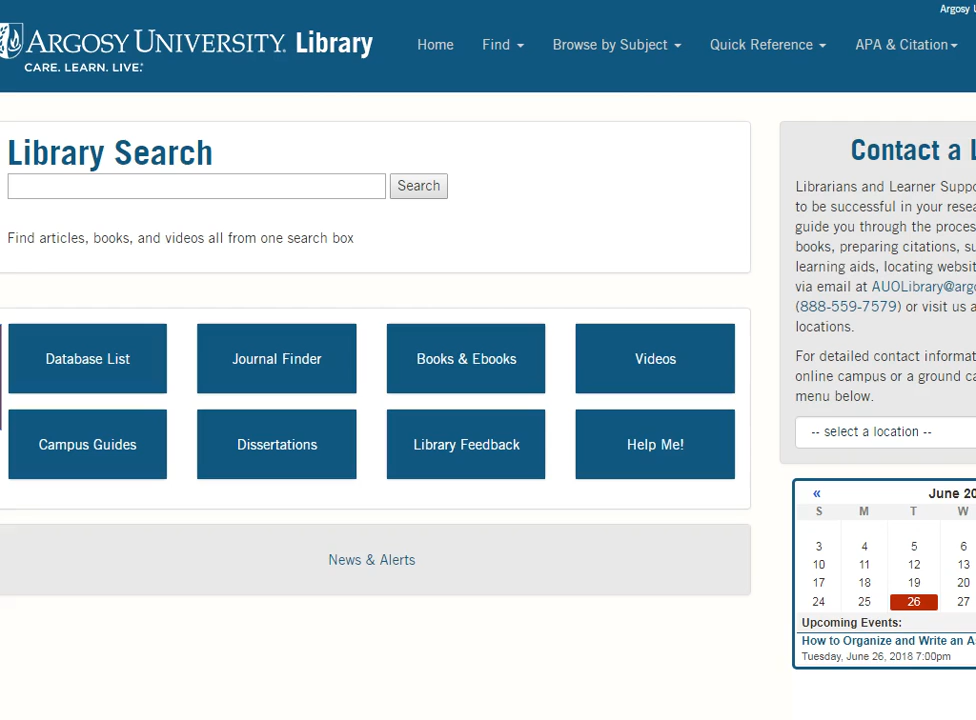 Argosy
ARGOSY UNIVERSITY. Library
CARE. LEARN. LIVE.
Home Find Browse by Subject Quick Reference APA & Citation
Library Search
Search
Find articles, books, and videos all from one search box
Database List Journal Finder Books & Ebooks Videos
Campus Guides Dissertations Library Feedback Help Me!
News & Alerts
Contact a L
Librarians and Learner Suppo
to be successful in your resea
guide you through the proces
books, preparing citations, su
learning aids, locating websit
via email at AUOLibrary@argo
(888-559-7579) or visit us a
locations.
For detailed contact informat
online campus or a ground ca
menu below.
-- select a location --
« June 20
S M T W
3 4 5 6
10 11 12 13
17 18 19 20
24 25 26 27
Upcoming Events:
How to Organize and Write an A
Tuesday, June 26, 2018 7:00pm